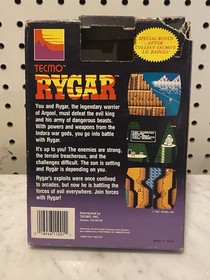 SPECIAL BONUS
OFFER
COLLECT TECMO'S
TECMO
RYGAR
You and Rygar, the legendary warrior
of Argool, must defeat the evil king
and his army of dangerous beasts.
With powers and weapons from the
Indora war gods, you go into battle
with Rygar.
It's up to you! The enemies are strong,
the terrain treacherous, and the
challenges difficult. The sun is setting
and Rygar is depending on you.
Rygar's exploits were once confined
to arcades, but now he is battling the
forces of evil everywhere. Join forces
with Rygar!
Distributed by
TECMO, INC.